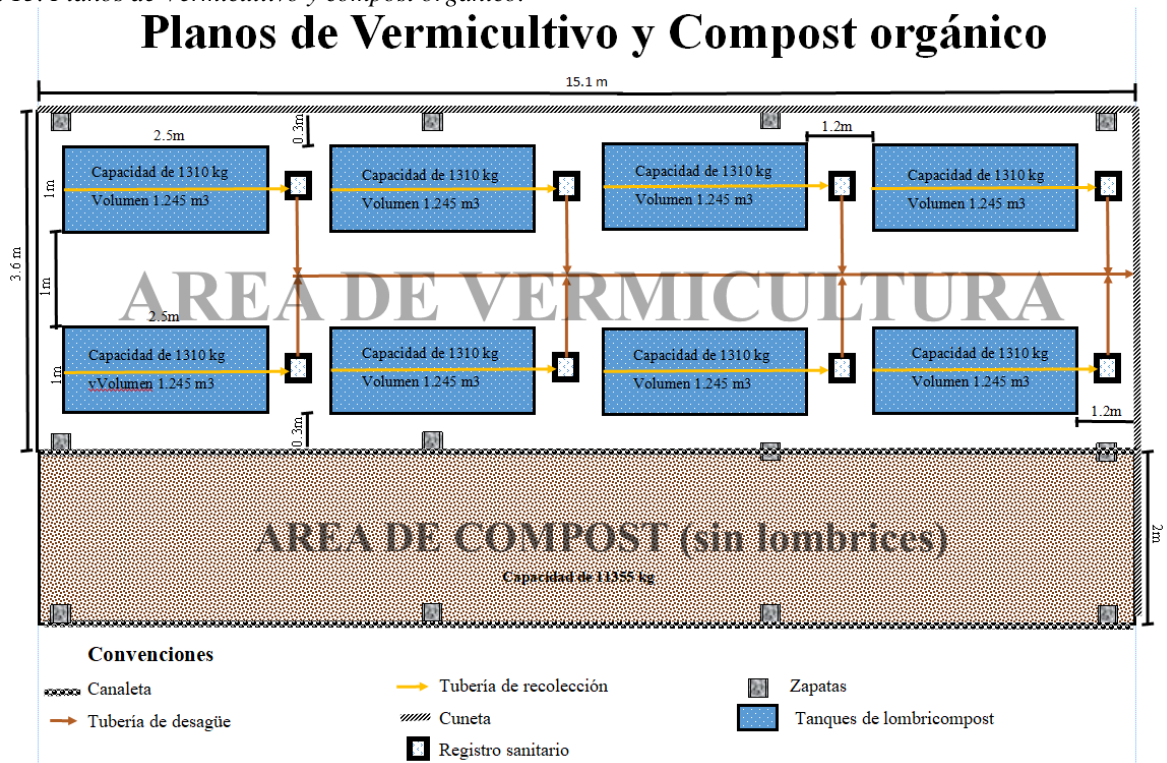 Planos de Vermicultivo y compost orgánico.
Planos de Vermicultivo y Compost orgánico
15.1 m
2.5m
0.3m
1.2m
Capacidad de 1310 kg
Volumen 1.245 m3
Capacidad de 1310 kg
Volumen 1.245 m3
Capacidad de 1310 kg
Volumen 1.245 m3
Capacidad de 1310 kg
Volumen 1.245 m3
1m
3.6 m
1m
AREA DE VERMICULTURA
2.5m
1m
Capacidad de 1310 kg
vVolumen 1.245 m3
Capacidad de 1310 kg
Volumen 1.245 m3
Capacidad de 1310 kg
Volumen 1.245 m3
Capacidad de 1310 kg
Volumen 1.245 m3
0.3m
1.2m
AREA DE COMPOST (sin lombrices)
Capacidad de 11355 kg
2m
Convenciones
Canaleta
Tubería de desagüe
Tubería de recolección
Cuneta
Registro sanitario
Zapatas
Tanques de lombricompost